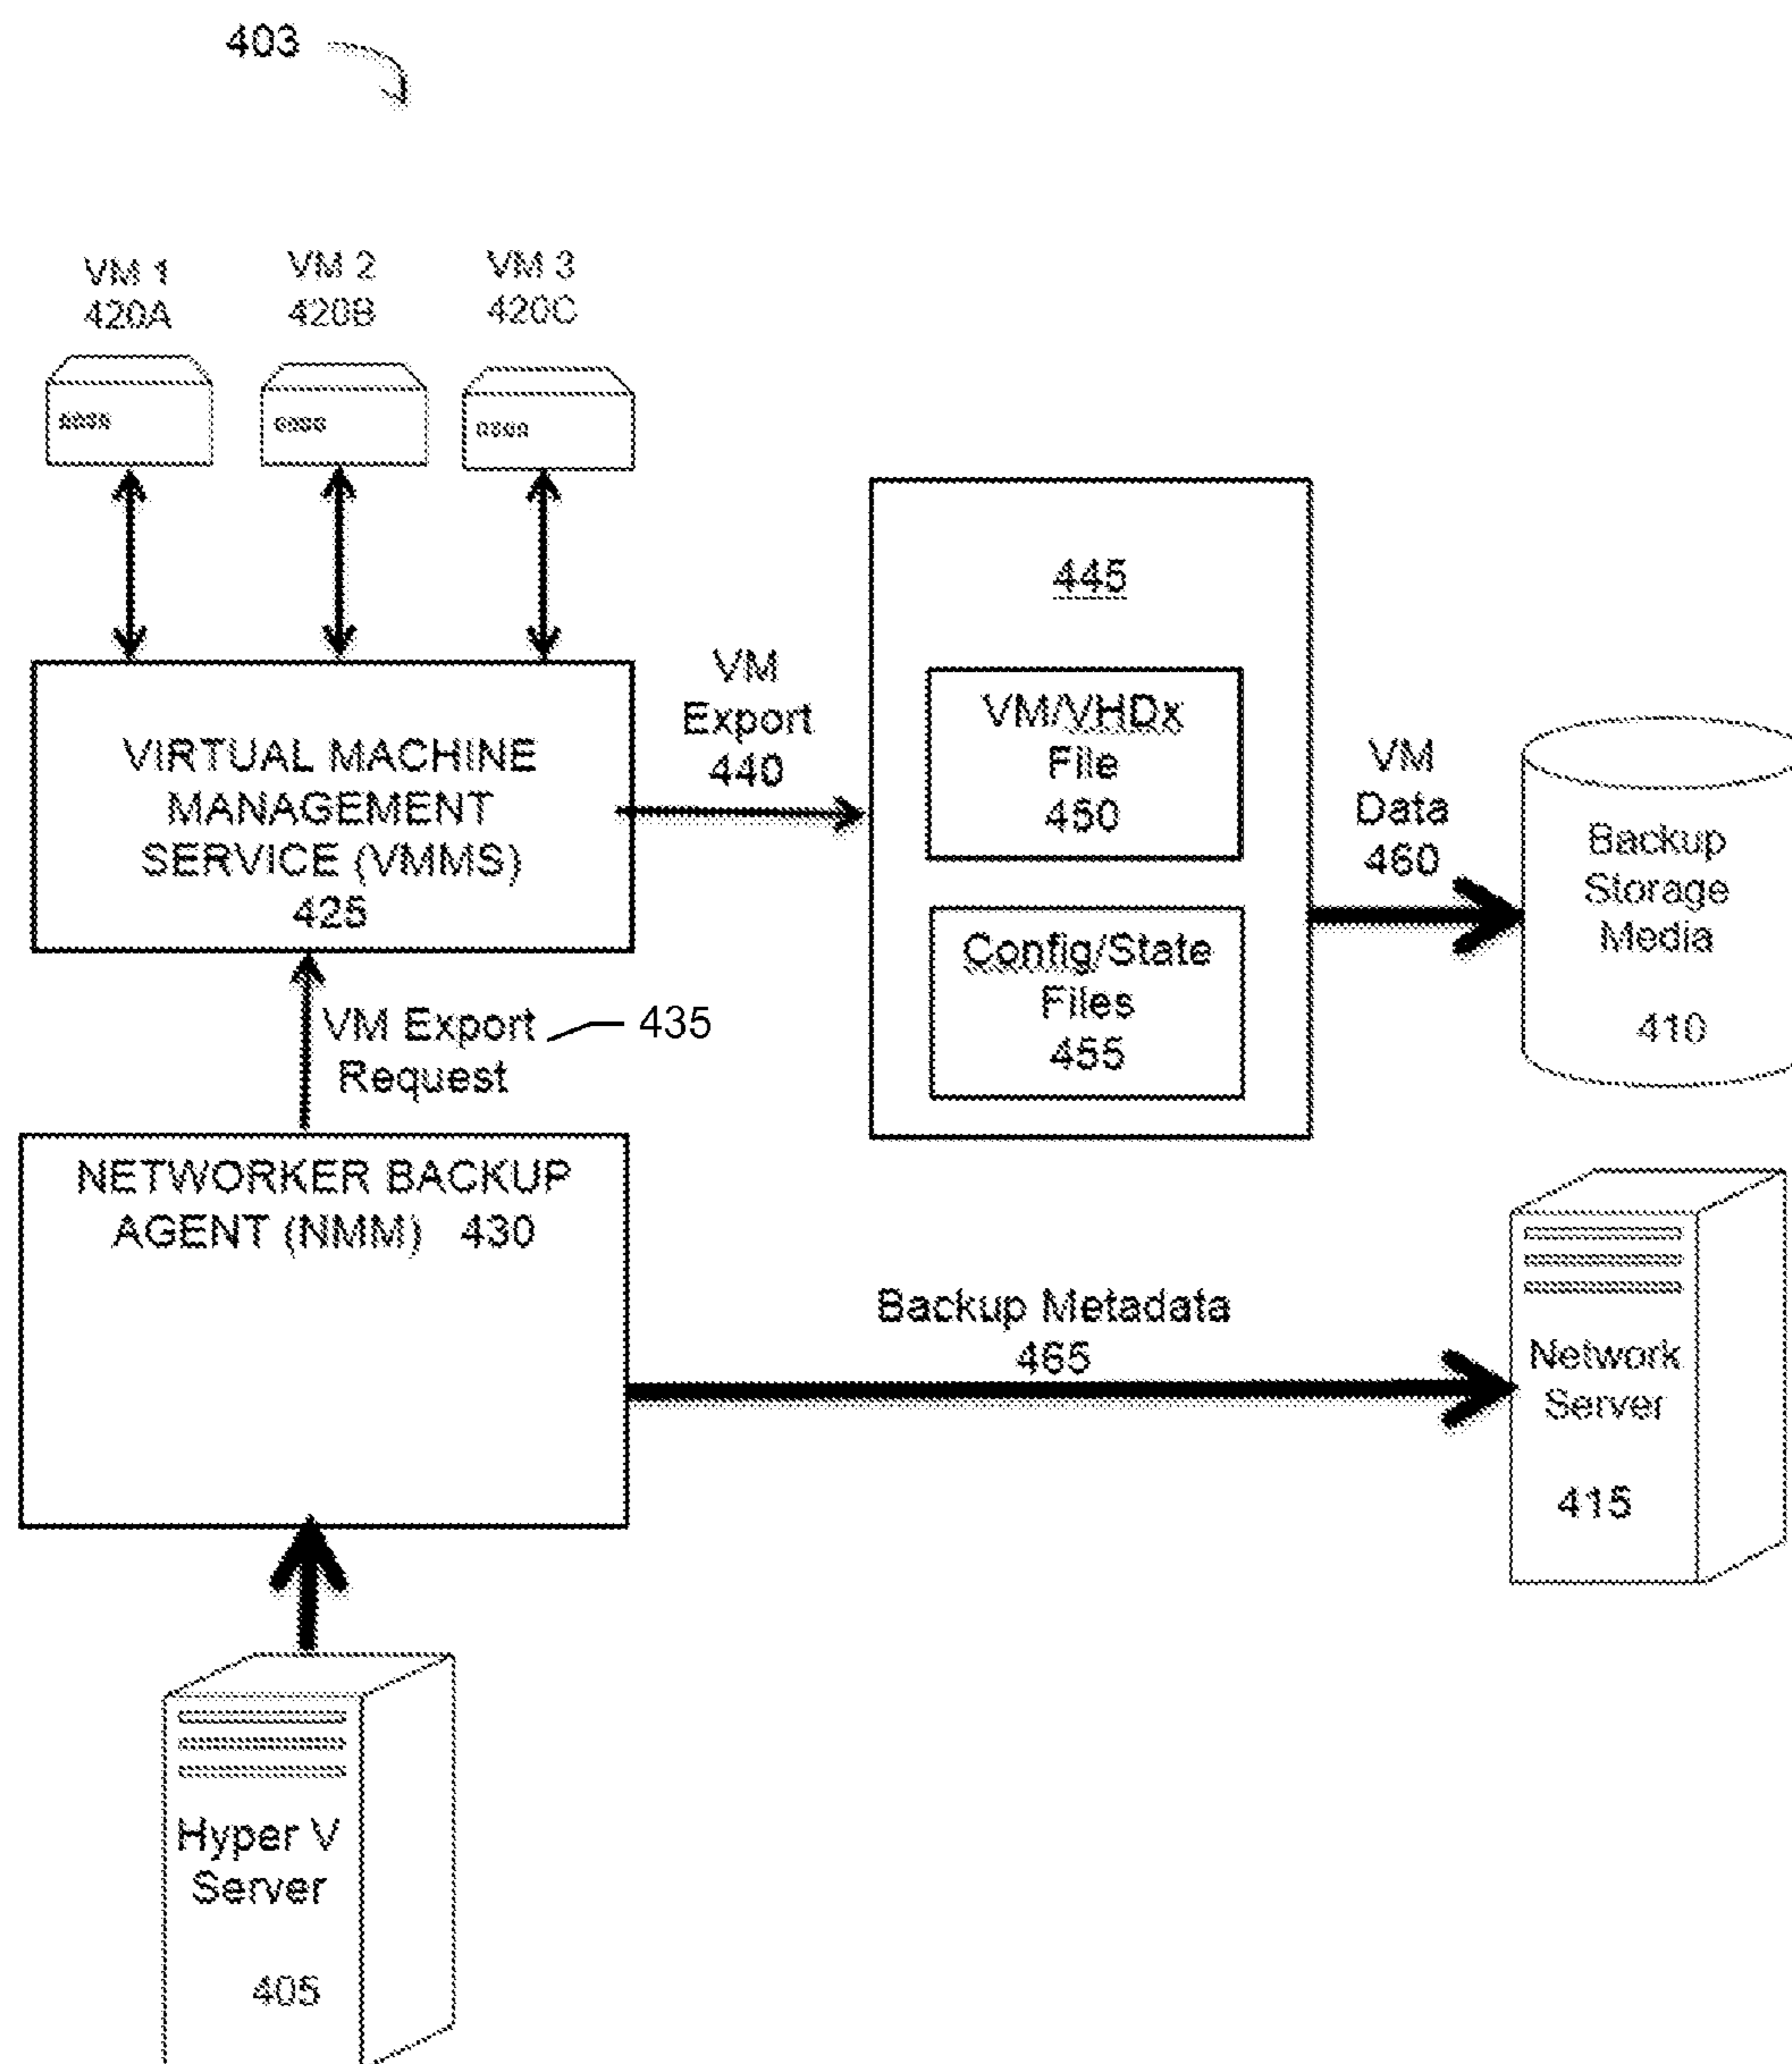 403
VM 1
420A
VM 2
420B
VM 3
420C
VIRTUAL MACHINE
MANAGEMENT
SERVICE (VMMS)
425
VM
Export
440
445
VM/VHDx
File
450
Config/State
Files
455
VM
Data
460
Backup
Storage
Media
410
VM Export
Request
435
NETWORKER BACKUP
AGENT (NMM) 430
Backup Metadata
465
Network
Server
415
Hyper V
Server
405